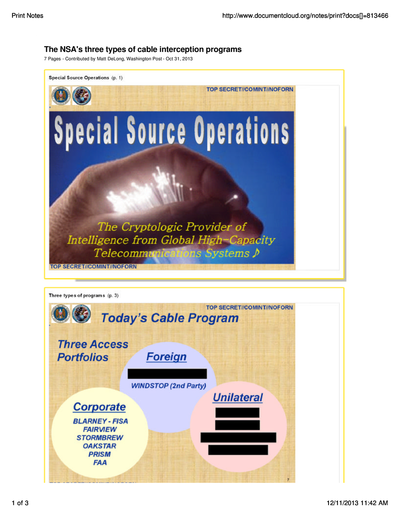 Print Notes http://www.documentcloud.org/notes/print?docs[]=813466
The NSA's three types of cable interception programs
7 Pages - Contributed by Matt DeLong, Washington Post - Oct 31, 2013
Special Source Operations (p. 1)
TOP SECRET//COMINT//NOFORN
Special Source Operations
The Cryptologic Provider of
Intelligence from Global High-Capacity
Telecommunications Systems ♪
TOP SECRET//COMINT//NOFORN
Three types of programs (p. 3)
TOP SECRET//COMINT//NOFORN
Today's Cable Program
Three Access
Portfolios
Foreign
WINDSTOP (2nd Party)
Unilateral
Corporate
BLARNEY - FISA
FAIRVIEW
STORMBREW
OAKSTAR
PRISM
FAA
1 of 3 12/11/2013 11:42 AM